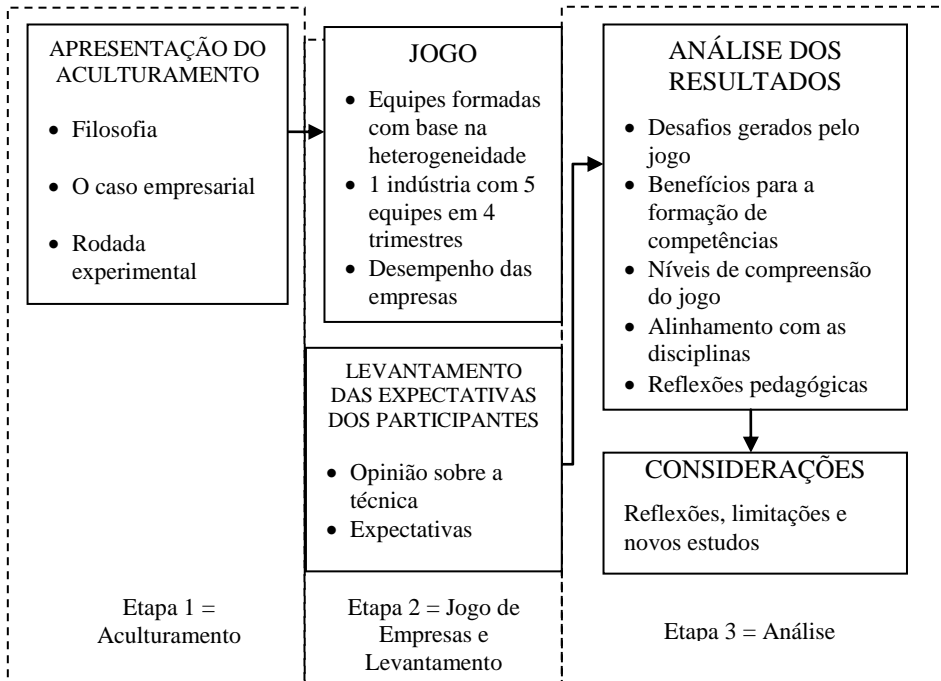 APRESENTAÇÃO DO
ACULTURAMENTO
• Filosofia
• O caso empresarial
• Rodada
experimental
JOGO
• Equipes formadas
com base na
heterogeneidade
• 1 indústria com 5
equipes em 4
trimestres
• Desempenho das
empresas
LEVANTAMENTO
DAS EXPECTATIVAS
DOS PARTICIPANTES
• Opinião sobre a
técnica
• Expectativas
ANÁLISE DOS
RESULTADOS
• Desafios gerados pelo
jogo
• Benefícios para a
formação de
competências
• Níveis de compreensão
do jogo
• Alinhamento com as
disciplinas
• Reflexões pedagógicas
CONSIDERAÇÕES
Reflexões, limitações e
novos estudos
Etapa 1 =
Aculturamento
Etapa 2 = Jogo de
Empresas e
Levantamento
Etapa 3 = Análise